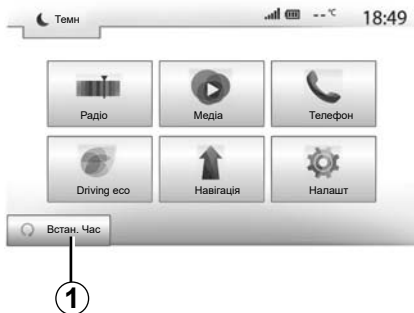 Темн
--°C 18:49
Радіо Медіа Телефон
Driving eco Навігація Налашт
Встан. Час
1